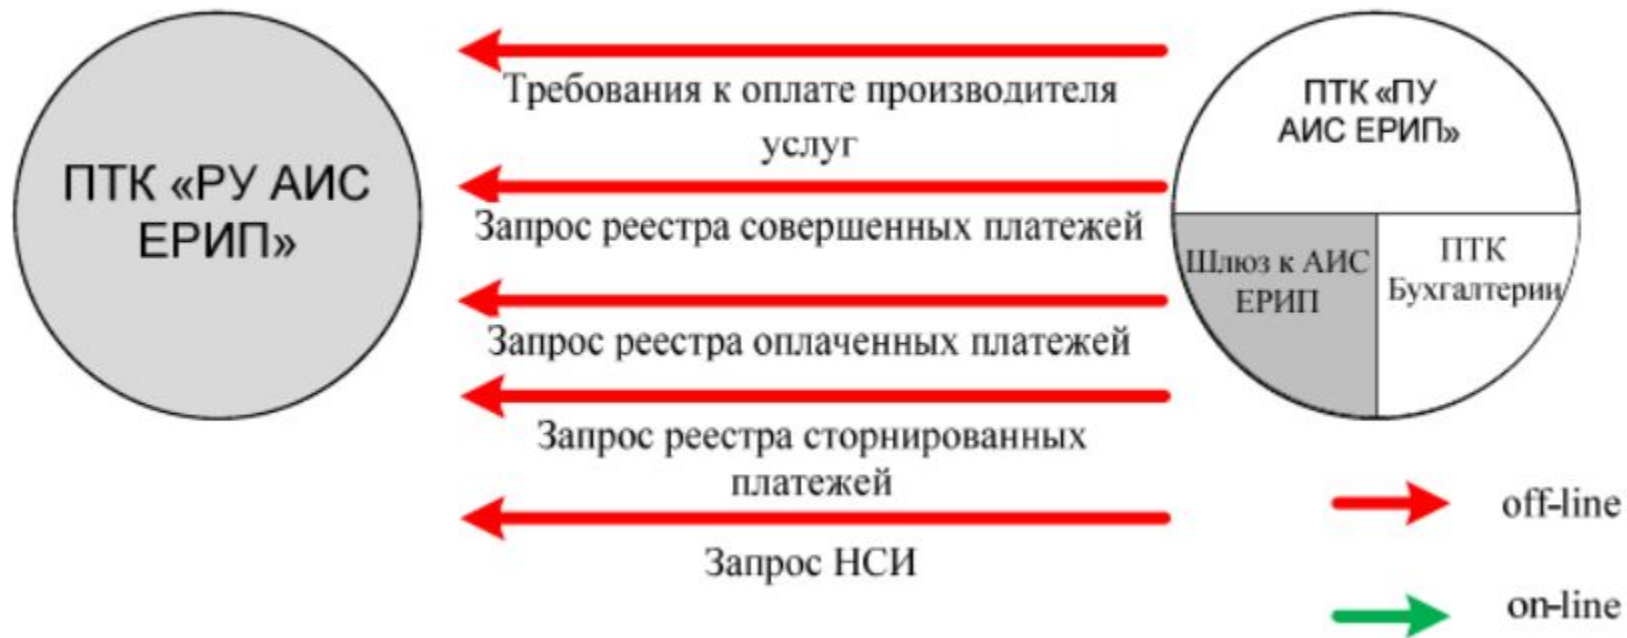 ПТК «РУ АИС
ЕРИП»
Требования к оплате производителя
услуг
Запрос реестра совершенных платежей
Запрос реестра оплаченных платежей
Запрос реестра сторнированных
платежей
Запрос НСИ
ПТК «ПУ
АИС ЕРИП»
Шлюз к АИС
ЕРИП
ПТК
Бухгалтерии
off-line
on-line